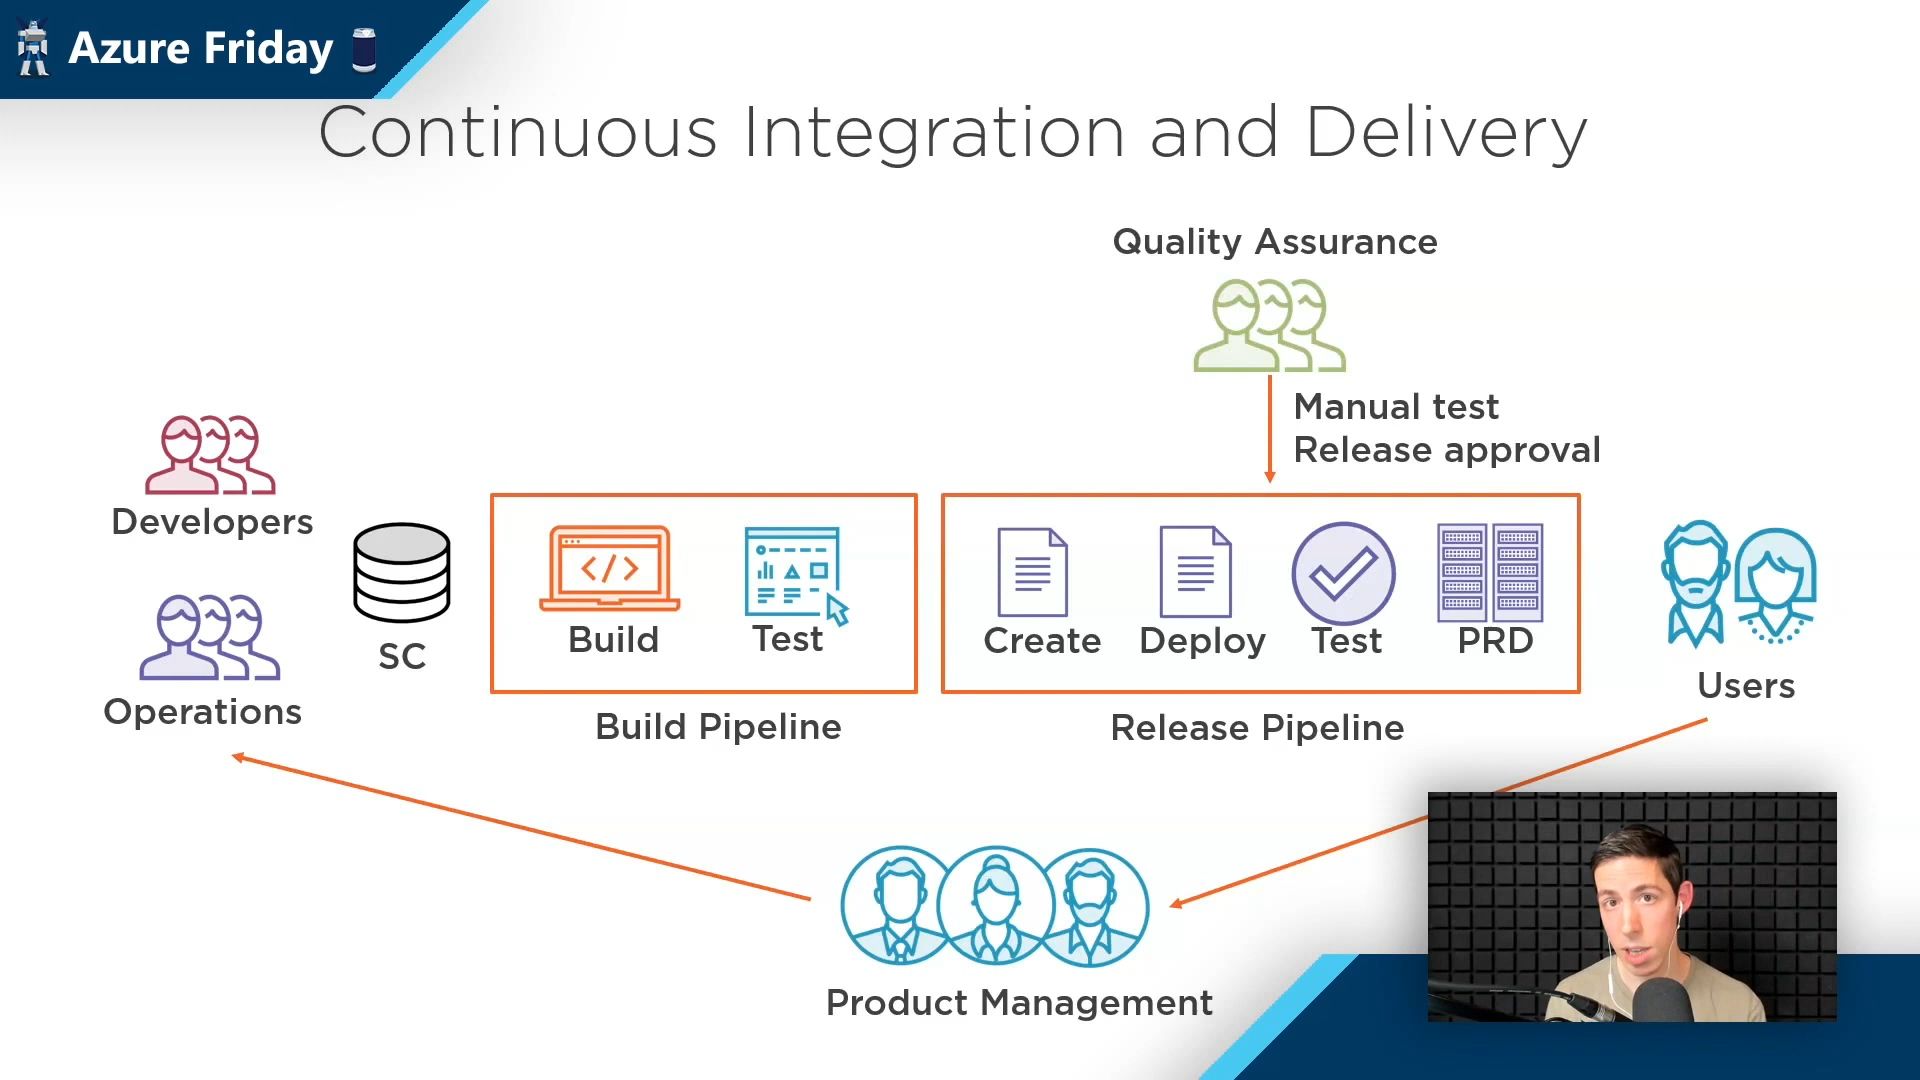 Azure Friday
Continuous Integration and Delivery
Quality Assurance
Manual test
Release approval
Developers
Operations
SC
Build
Test
Build Pipeline
Create
Deploy
Test
PRD
Release Pipeline
Users
Product Management